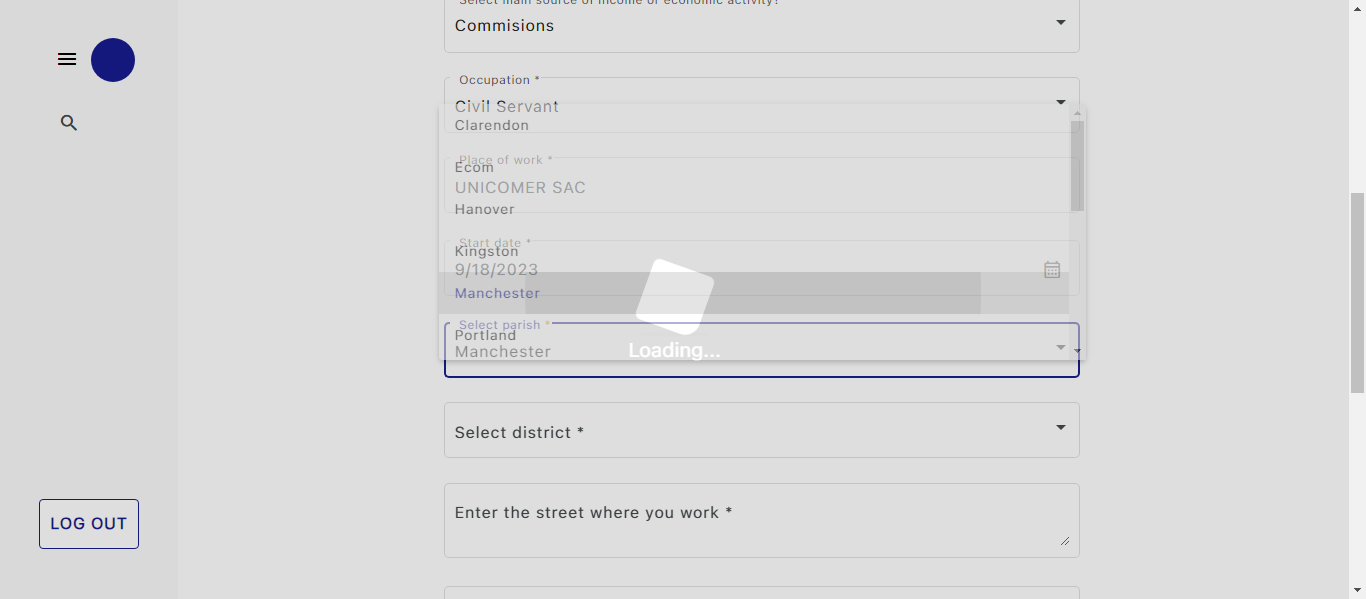 Select main source of income or economic activity?
Commisions
Occupation *
Civil Servant
Clarendon
Place of work *
Ecom
UNICOMER SAC
Hanover
Start date *
Kingston
9/18/2023
Manchester
Select parish *
Portland
Manchester
Loading...
Select district *
Enter the street where you work *
LOG OUT